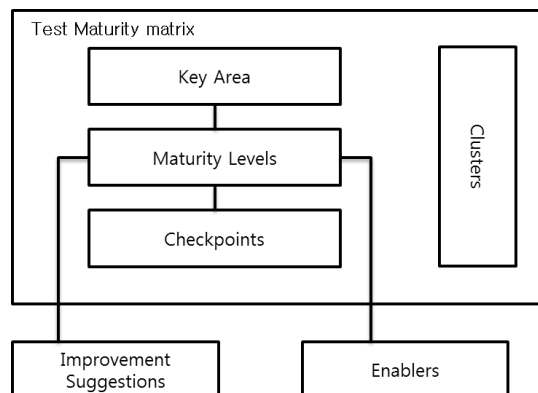 Test Maturity matrix
Key Area
Maturity Levels
Checkpoints
Clusters
Improvement
Suggestions
Enablers